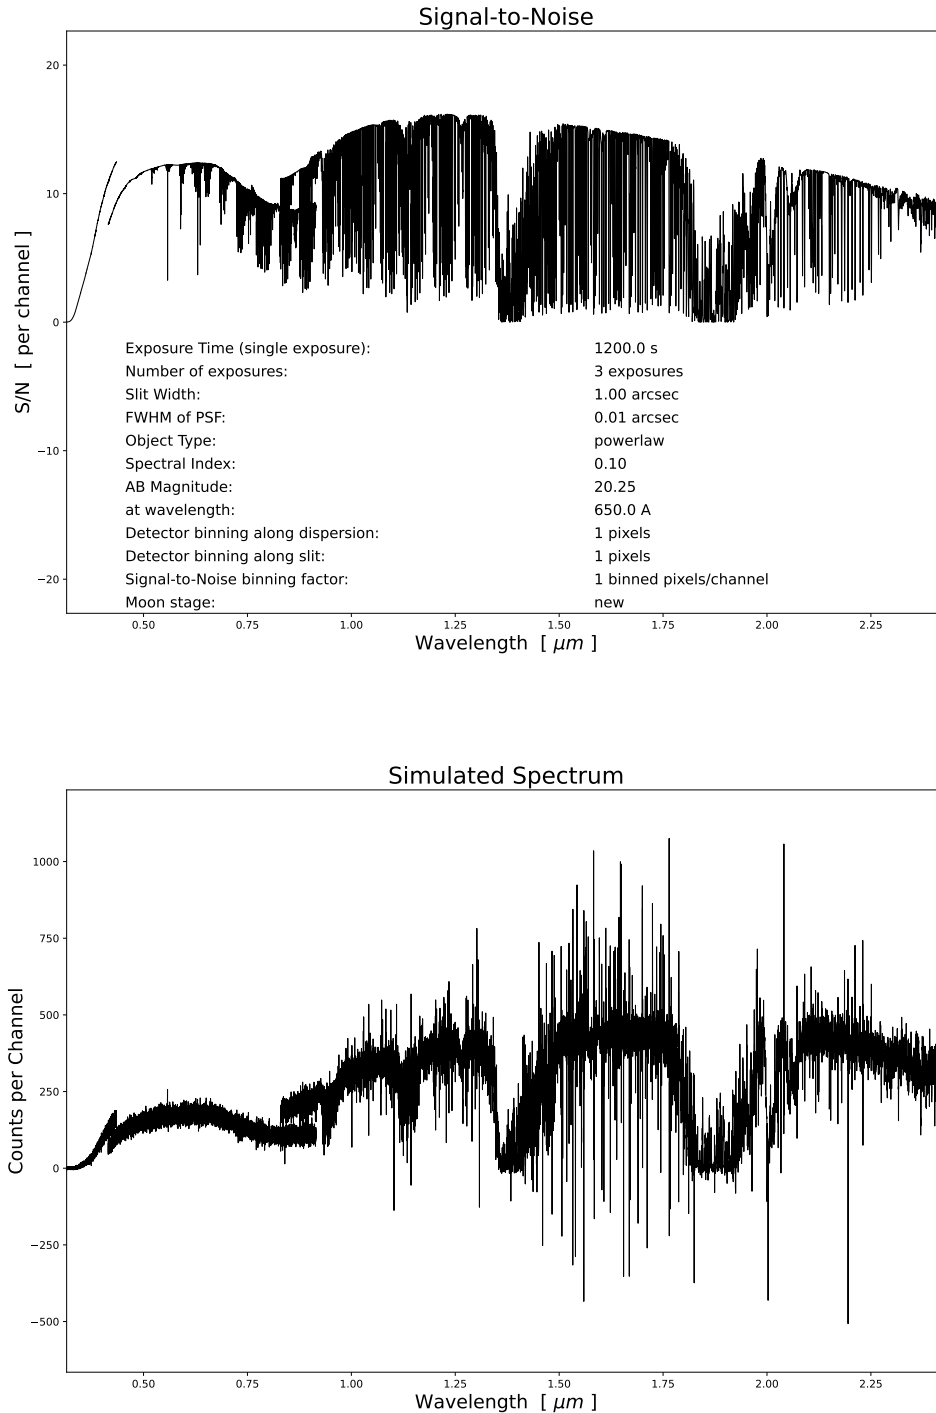 Signal-to-Noise
20
10
0
−10
−20
S/N [ per channel ]
Exposure Time (single exposure): 1200.0 s
Number of exposures: 3 exposures
Slit Width: 1.00 arcsec
FWHM of PSF: 0.01 arcsec
Object Type: powerlaw
Spectral Index: 0.10
AB Magnitude: 20.25
at wavelength: 650.0 A
Detector binning along dispersion: 1 pixels
Detector binning along slit: 1 pixels
Signal-to-Noise binning factor: 1 binned pixels/channel
Moon stage: new
0.50 0.75 1.00 1.25 1.50 1.75 2.00 2.25
Wavelength [ μm ]
Simulated Spectrum
1000
750
500
250
0
−250
−500
Counts per Channel
0.50 0.75 1.00 1.25 1.50 1.75 2.00 2.25
Wavelength [ μm ]